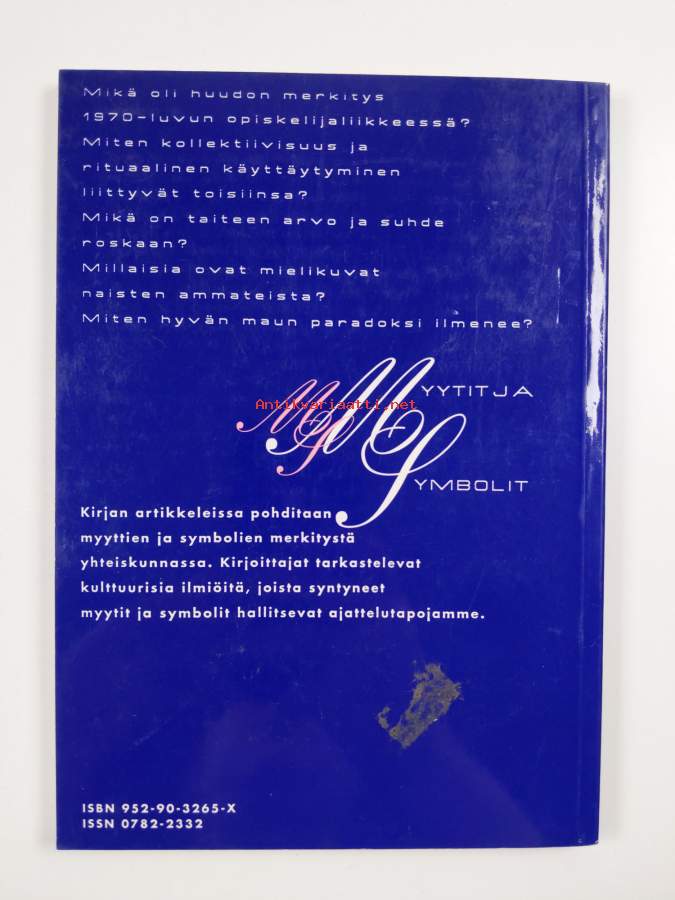 Mikä oli huudon merkitys
1970-luvun opiskelijaliikkeessä?
Miten kollektiivisuus ja
rituaalinen käyttäytyminen
liittyvät toisiinsa?
Mikä on taiteen arvo ja suhde
roskaan?
Millaisia ovat mielikuvat
naisten ammateista?
Miten hyvän maun paradoksi ilmenee?
M+S
MYYTIT JA
Antikvariaatti.net
+
SYMBOLIT
Kirjan artikkeleissa pohditaan
myyttien ja symbolien merkitystä
yhteiskunnassa. Kirjoittajat tarkastelevat
kulttuurisia ilmiöitä, joista syntyneet
myytit ja symbolit hallitsevat ajattelutapojamme.
ISBN 952-90-3265-X
ISSN 0782-2332